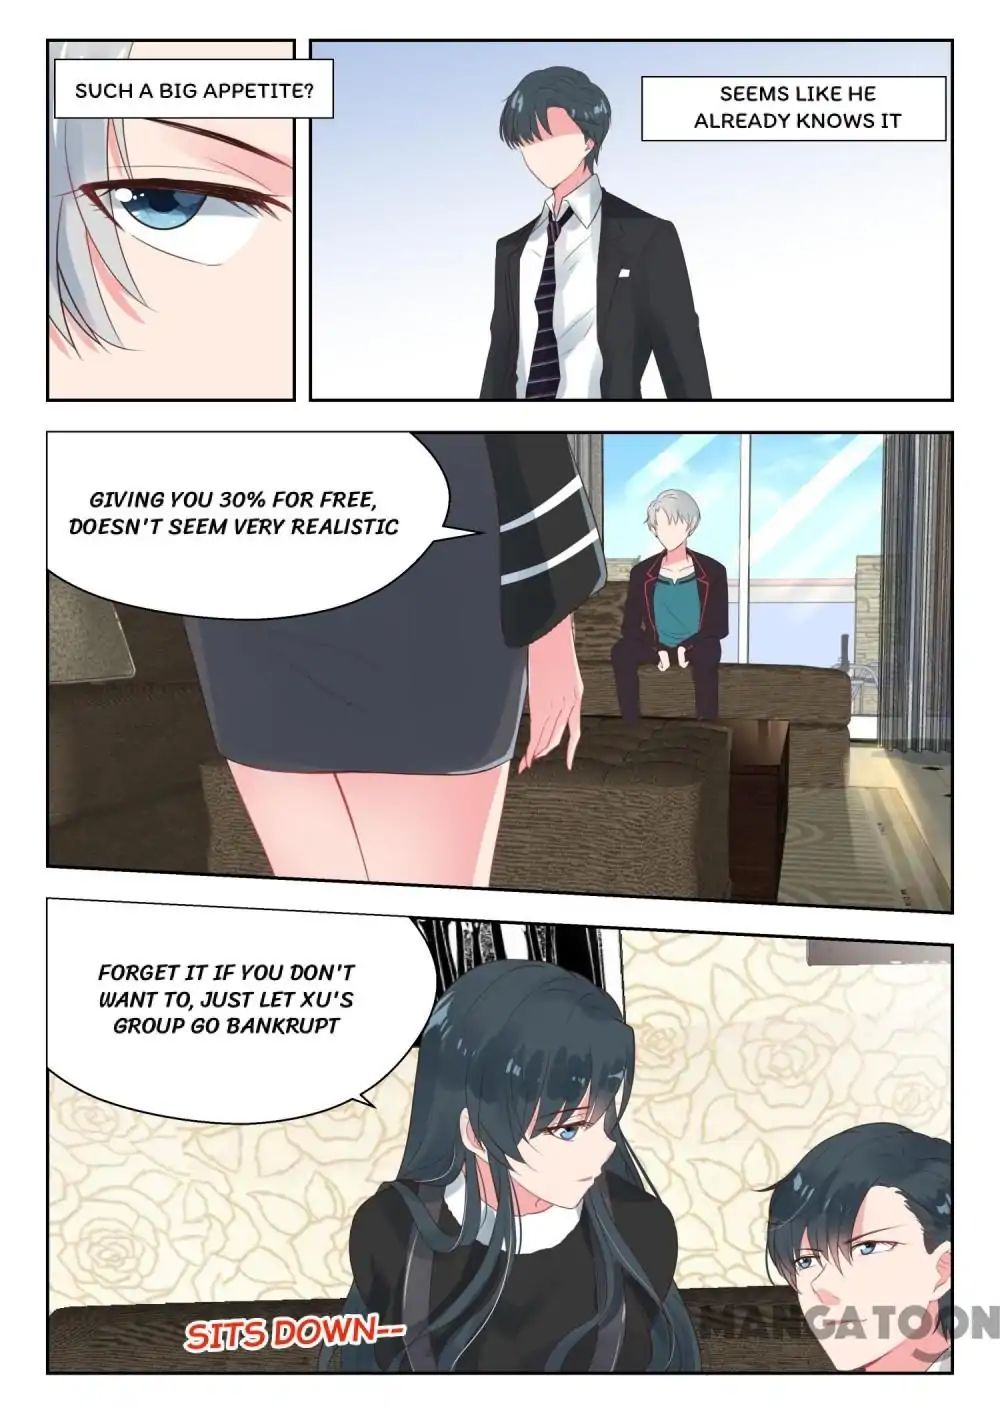 SUCH A BIG APPETITE?
SEEMS LIKE HE
ALREADY KNOWS IT
GIVING YOU 30% FOR FREE,
DOESN'T SEEM VERY REALISTIC
FORGET IT IF YOU DON'T
WANT TO, JUST LET XU'S
GROUP GO BANKRUPT
SITS DOWN--
MANGATOON